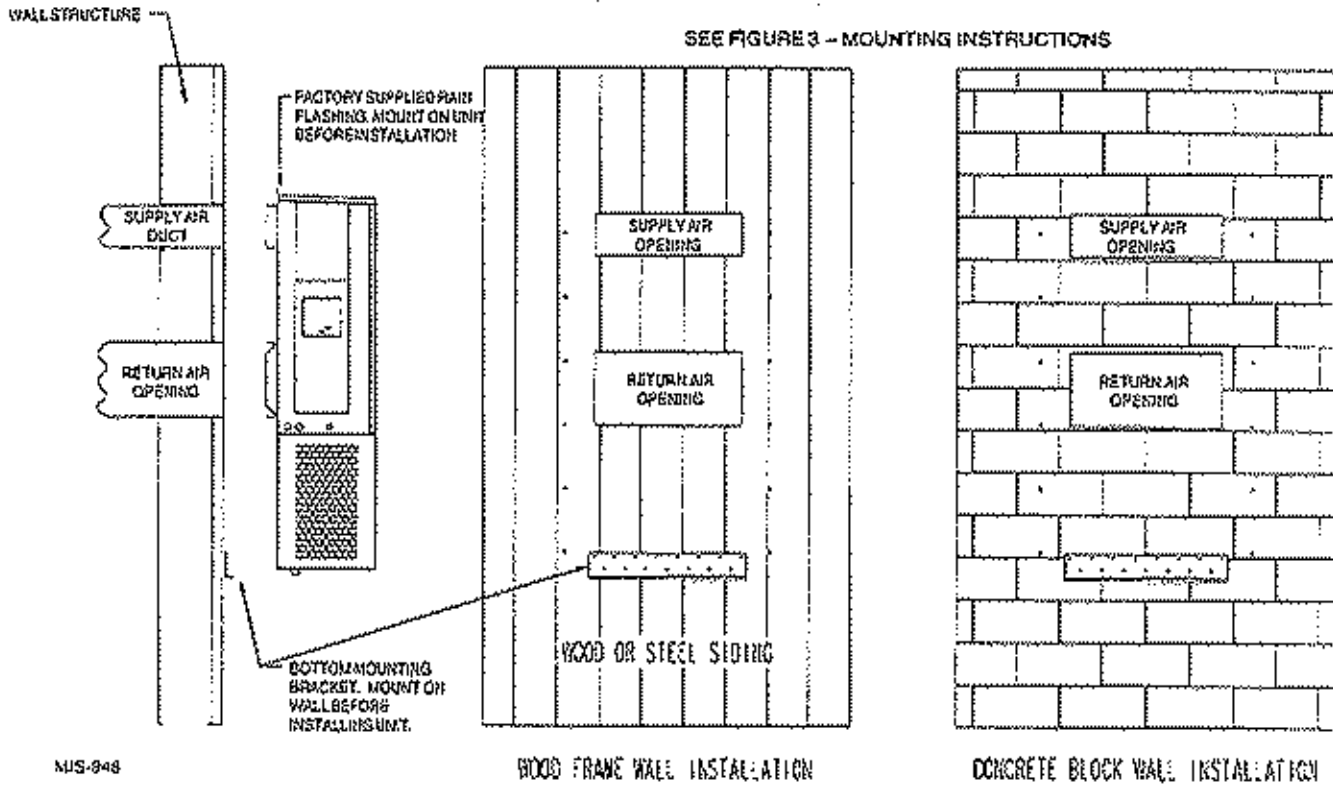 WALL STRUCTURE
SEE FIGURE 3 – MOUNTING INSTRUCTIONS
FACTORY SUPPLIED RAIN
FLASHING. MOUNT ON UNIT
BEFORE INSTALLATION
SUPPLY AIR
DUCT
RETURN AIR
OPENING
SUPPLY AIR
OPENING
RETURN AIR
OPENING
SUPPLY AIR
OPENING
RETURN AIR
OPENING
WOOD OR STEEL SIDING
BOTTOM MOUNTING
BRACKET. MOUNT ON
WALL BEFORE
INSTALLING UNIT.
MIS-948
WOOD FRAME WALL INSTALLATION
CONCRETE BLOCK WALL INSTALLATION